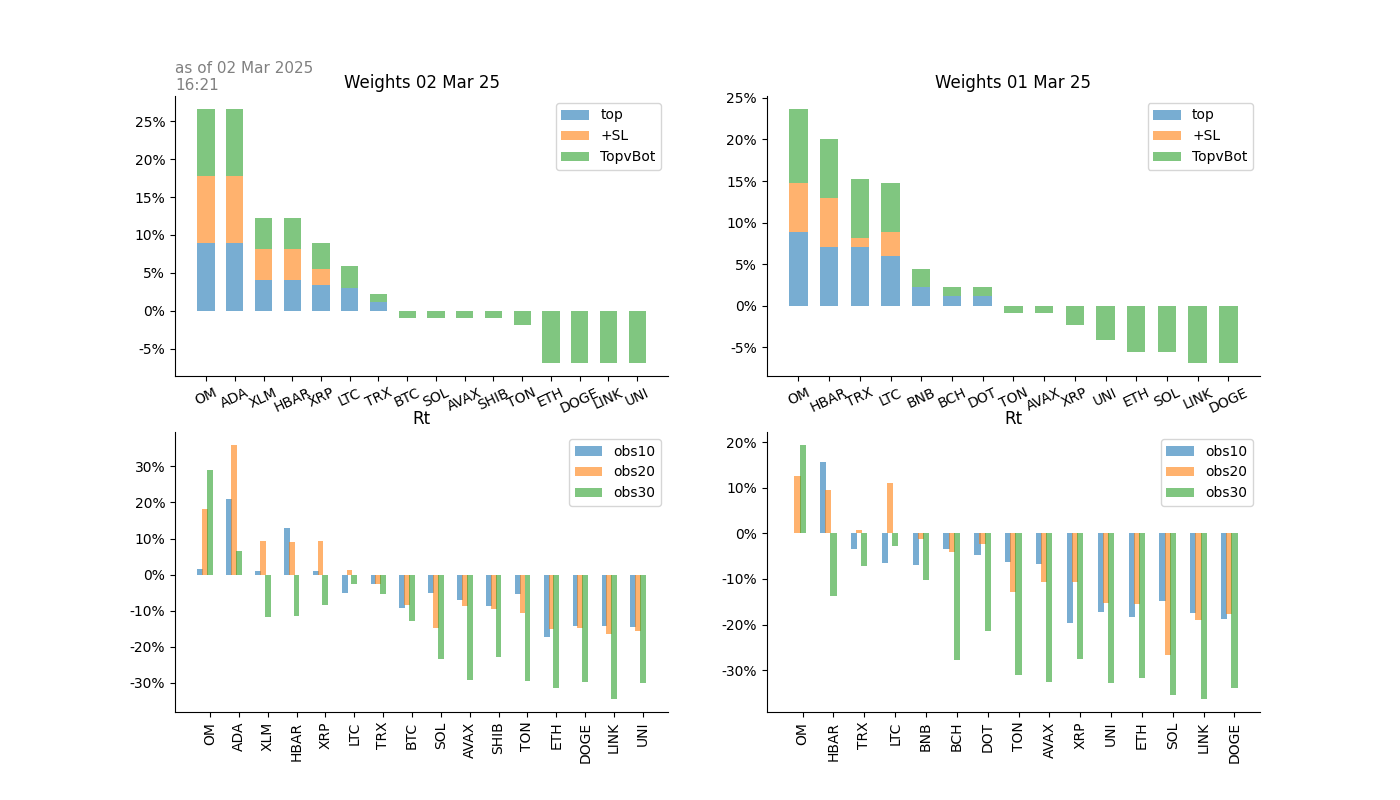 as of 02 Mar 2025
16:21
Weights 02 Mar 25
25%
20%
15%
10%
5%
0%
-5%
top
+SL
TopvBot
OM ADA XLM HBAR XRP LTC TRX BTC SOL AVAX SHIB TON ETH DOGE LINK UNI
Weights 01 Mar 25
25%
20%
15%
10%
5%
0%
-5%
top
+SL
TopvBot
OM HBAR TRX LTC BNB BCH DOT TON AVAX XRP UNI ETH SOL LINK DOGE
Rt
30%
20%
10%
0%
-10%
-20%
-30%
obs10
obs20
obs30
OM ADA XLM HBAR XRP LTC TRX BTC SOL AVAX SHIB TON ETH DOGE LINK UNI
Rt
20%
10%
0%
-10%
-20%
-30%
obs10
obs20
obs30
OM HBAR TRX LTC BNB BCH DOT TON AVAX XRP UNI ETH SOL LINK DOGE